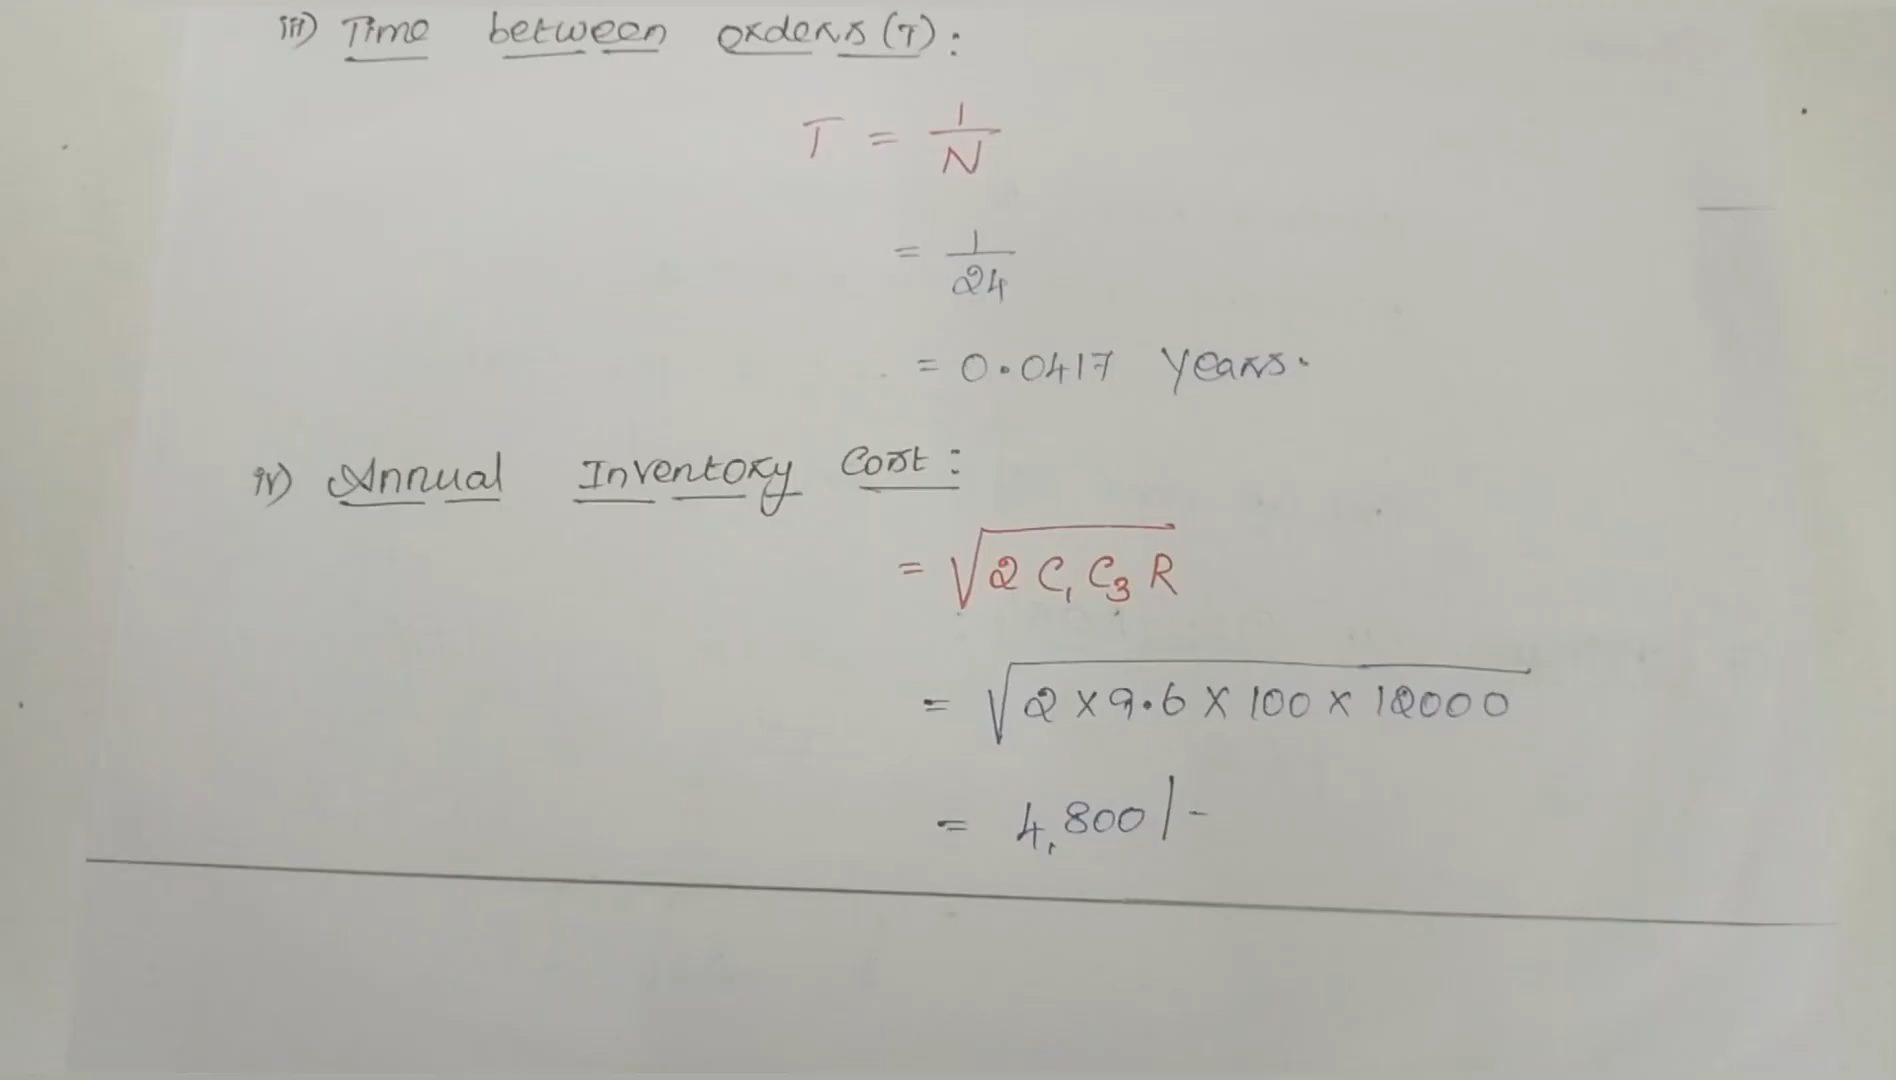 iii) Time between orders (T):
T = 1/N
= 1/24
= 0.0417 Years.
iv) Annual Inventory Cost:
= √2 C₁ C₃ R
= √2 × 9.6 × 100 × 12000
= 4,800/-